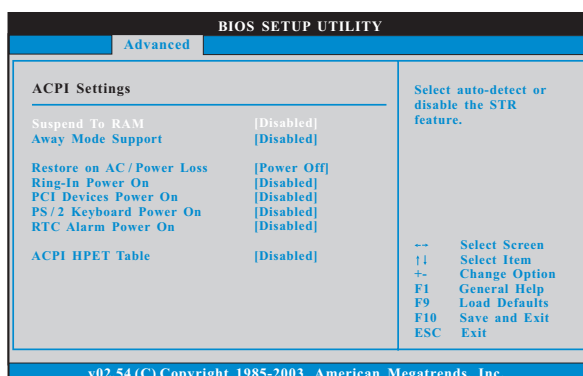 BIOS SETUP UTILITY
Advanced
ACPI Settings
Suspend To RAM [Disabled]
Away Mode Support [Disabled]
Restore on AC / Power Loss [Power Off]
Ring-In Power On [Disabled]
PCI Devices Power On [Disabled]
PS / 2 Keyboard Power On [Disabled]
RTC Alarm Power On [Disabled]
ACPI HPET Table [Disabled]
Select auto-detect or
disable the STR
feature.
←→ Select Screen
↑↓ Select Item
+- Change Option
F1 General Help
F9 Load Defaults
F10 Save and Exit
ESC Exit
v02.54 (C) Copyright 1985-2003, American Megatrends, Inc.